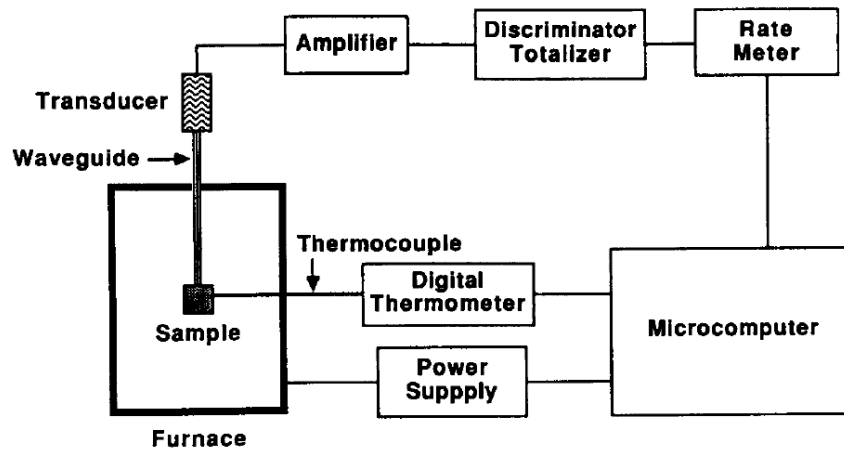 Amplifier
Discriminator
Totalizer
Rate
Meter
Transducer
Waveguide
Thermocouple
Digital
Thermometer
Sample
Microcomputer
Power
Suppply
Furnace